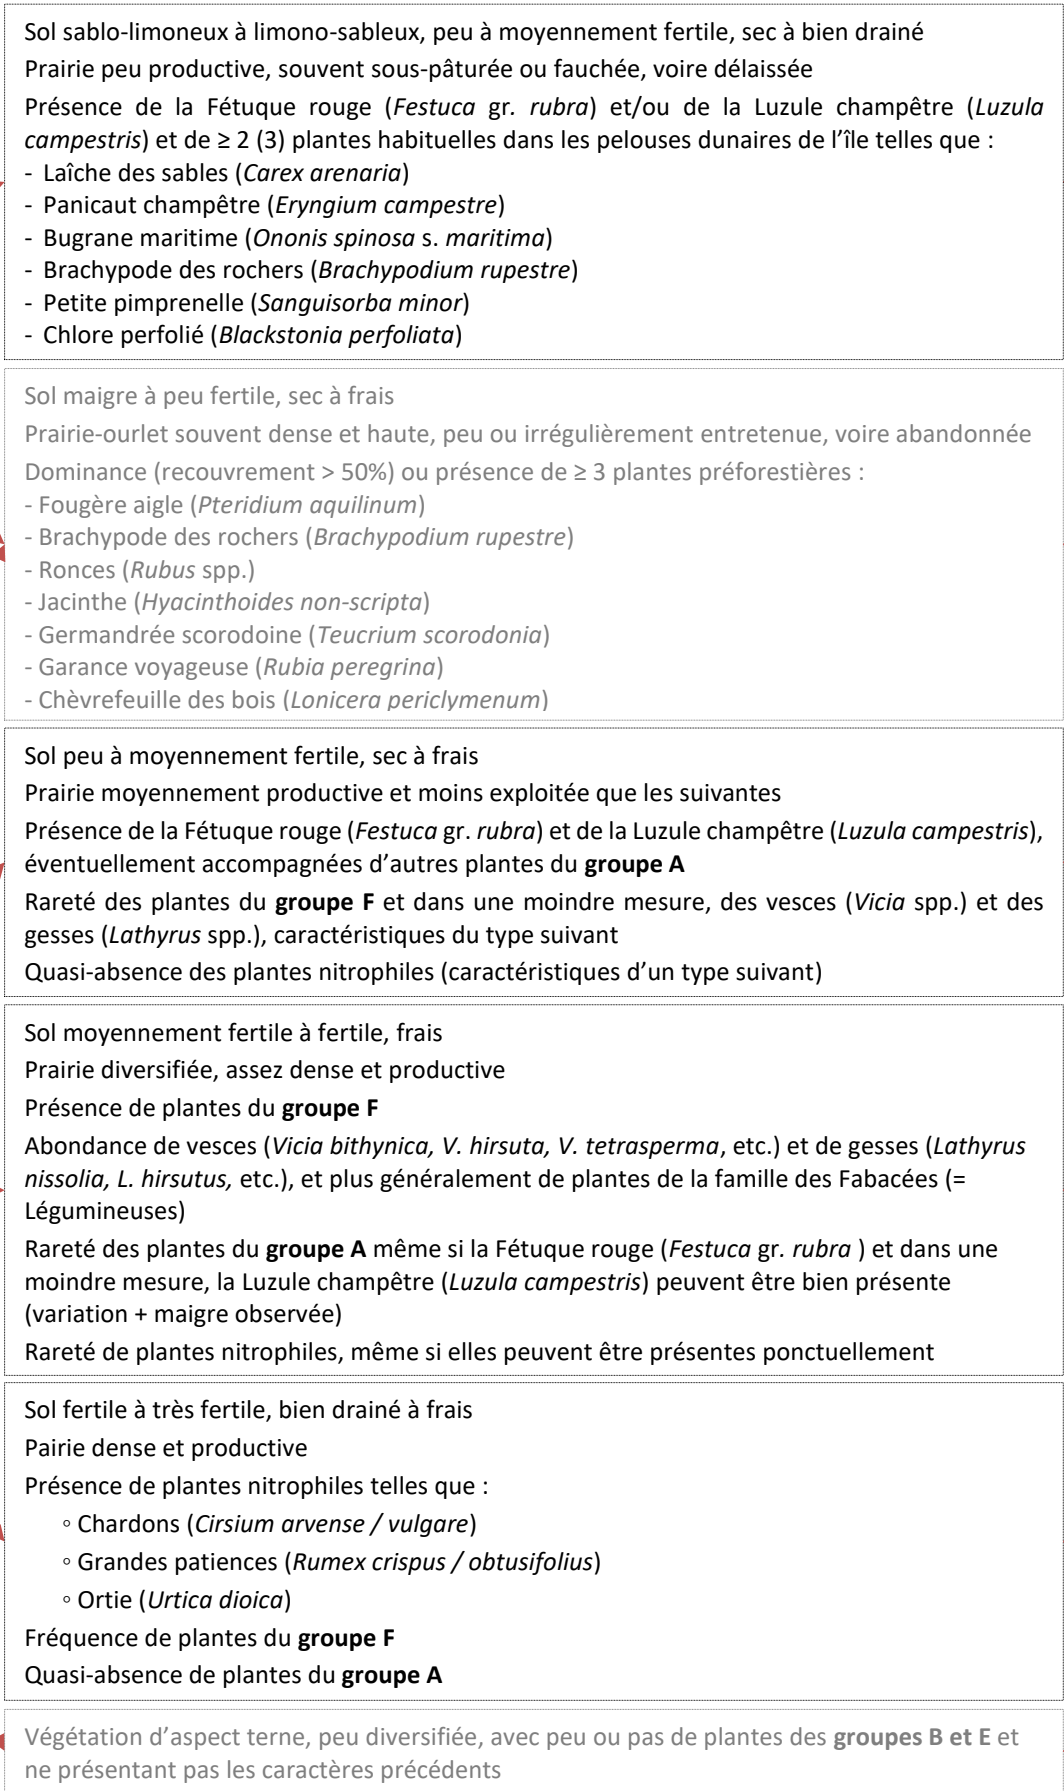 Sol sablo-limoneux à limono-sableux, peu à moyennement fertile, sec à bien drainé
Prairie peu productive, souvent sous-pâturée ou fauchée, voire délaissée
Présence de la Fétuque rouge (Festuca gr. rubra) et/ou de la Luzule champêtre (Luzula
campestris) et de ≥ 2 (3) plantes habituelles dans les pelouses dunaires de l’île telles que :
- Laîche des sables (Carex arenaria)
- Panicaut champêtre (Eryngium campestre)
- Bugrane maritime (Ononis spinosa s. maritima)
- Brachypode des rochers (Brachypodium rupestre)
- Petite pimprenelle (Sanguisorba minor)
- Chlore perfolié (Blackstonia perfoliata)
Sol maigre à peu fertile, sec à frais
Prairie-ourlet souvent dense et haute, peu ou irrégulièrement entretenue, voire abandonnée
Dominance (recouvrement > 50%) ou présence de ≥ 3 plantes préforestières :
- Fougère aigle (Pteridium aquilinum)
- Brachypode des rochers (Brachypodium rupestre)
- Ronces (Rubus spp.)
- Jacinthe (Hyacinthoides non-scripta)
- Germandrée scorodoine (Teucrium scorodonia)
- Garance voyageuse (Rubia peregrina)
- Chèvrefeuille des bois (Lonicera periclymenum)
Sol peu à moyennement fertile, sec à frais
Prairie moyennement productive et moins exploitée que les suivantes
Présence de la Fétuque rouge (Festuca gr. rubra) et de la Luzule champêtre (Luzula campestris),
éventuellement accompagnées d’autres plantes du groupe A
Rareté des plantes du groupe F et dans une moindre mesure, des vesces (Vicia spp.) et des
gesses (Lathyrus spp.), caractéristiques du type suivant
Quasi-absence des plantes nitrophiles (caractéristiques d’un type suivant)
Sol moyennement fertile à fertile, frais
Prairie diversifiée, assez dense et productive
Présence de plantes du groupe F
Abondance de vesces (Vicia bithynica, V. hirsuta, V. tetrasperma, etc.) et de gesses (Lathyrus
nissolia, L. hirsutus, etc.), et plus généralement de plantes de la famille des Fabacées (=
Légumineuses)
Rareté des plantes du groupe A même si la Fétuque rouge (Festuca gr. rubra ) et dans une
moindre mesure, la Luzule champêtre (Luzula campestris) peuvent être bien présente
(variation + maigre observée)
Rareté de plantes nitrophiles, même si elles peuvent être présentes ponctuellement
Sol fertile à très fertile, bien drainé à frais
Pairie dense et productive
Présence de plantes nitrophiles telles que :
◦ Chardons (Cirsium arvense / vulgare)
◦ Grandes patiences (Rumex crispus / obtusifolius)
◦ Ortie (Urtica dioica)
Fréquence de plantes du groupe F
Quasi-absence de plantes du groupe A
Végétation d’aspect terne, peu diversifiée, avec peu ou pas de plantes des groupes B et E et
ne présentant pas les caractères précédents